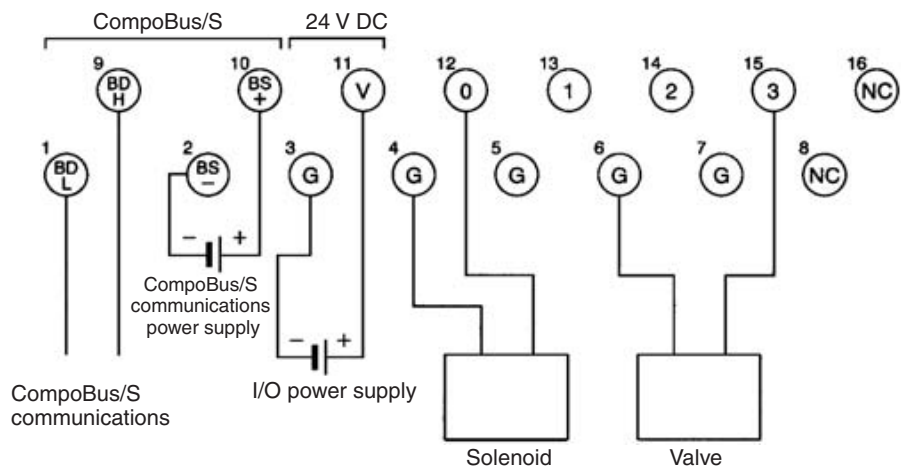 CompoBus/S 24 V DC
9 10 11 12 13 14 15 16
BD H BS + V 0 1 2 3 NC
1 2 3 4 5 6 7 8
BD L BS − G G G G G NC
− +
CompoBus/S
communications
power supply
− +
CompoBus/S
communications
I/O power supply
Solenoid Valve